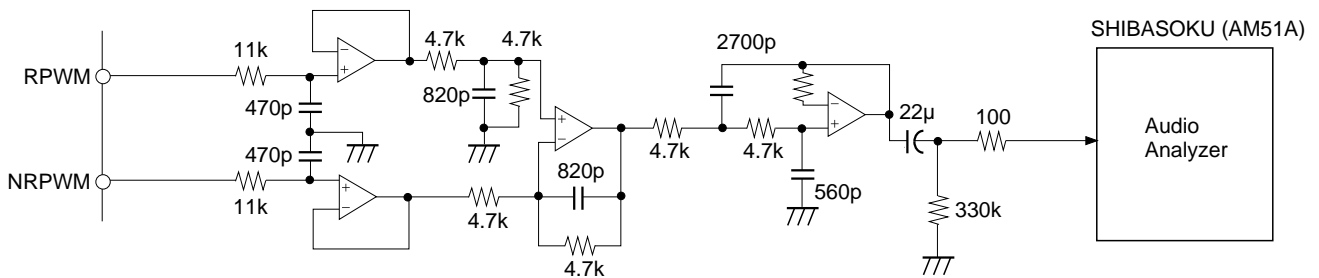 SHIBASOKU (AM51A)
RPWM
11k
470p
4.7k
820p
4.7k
2700p
22μ
100
Audio
Analyzer
470p
NRPWM
11k
4.7k
820p
4.7k
4.7k
4.7k
560p
330k
−
+
+
−
−
+
+
−